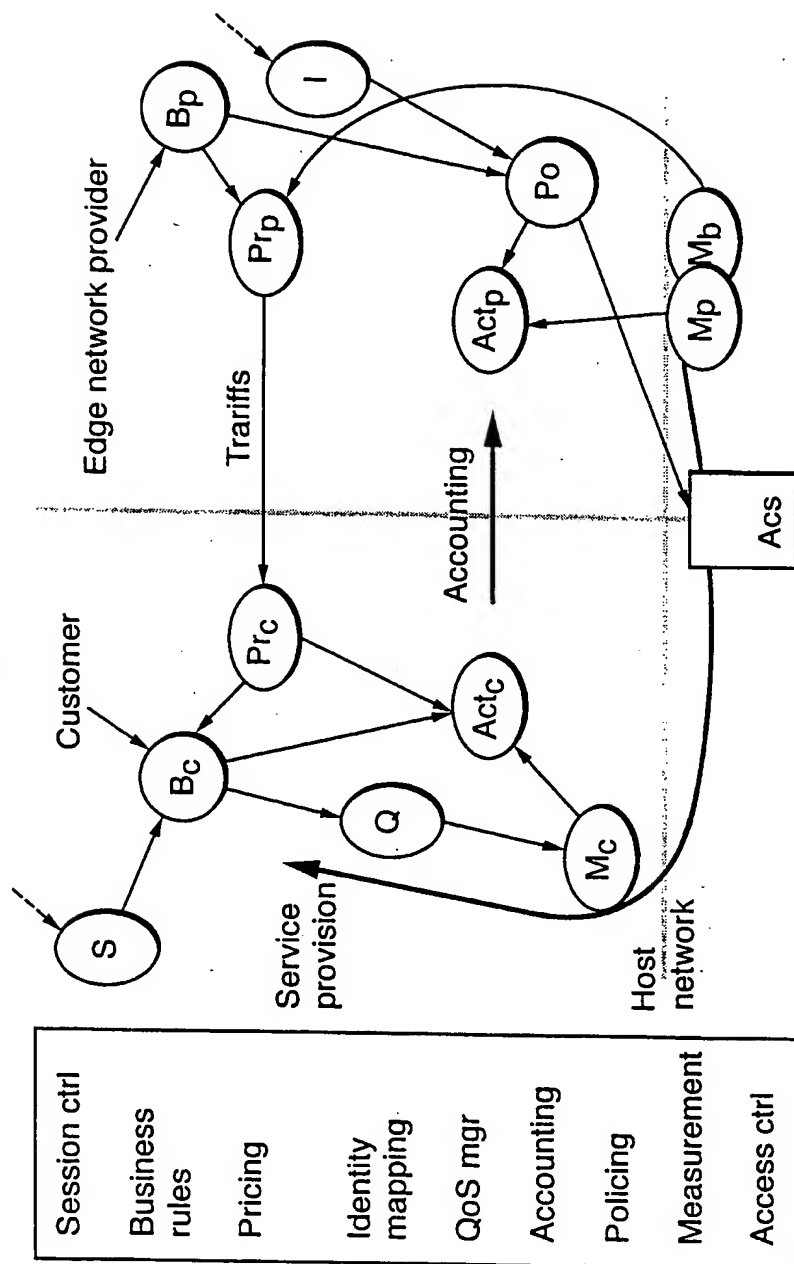 Session ctrl
Business
rules
Pricing
Identity
mapping
QoS mgr
Accounting
Policing
Measurement
Access ctrl
S
Customer
Edge network provider
Bc
Bp
I
Prc
Trariffs
Prp
Service
provision
Q
Actc
Accounting
Actp
Po
Mc
Host
network
Mp
Mb
Acs